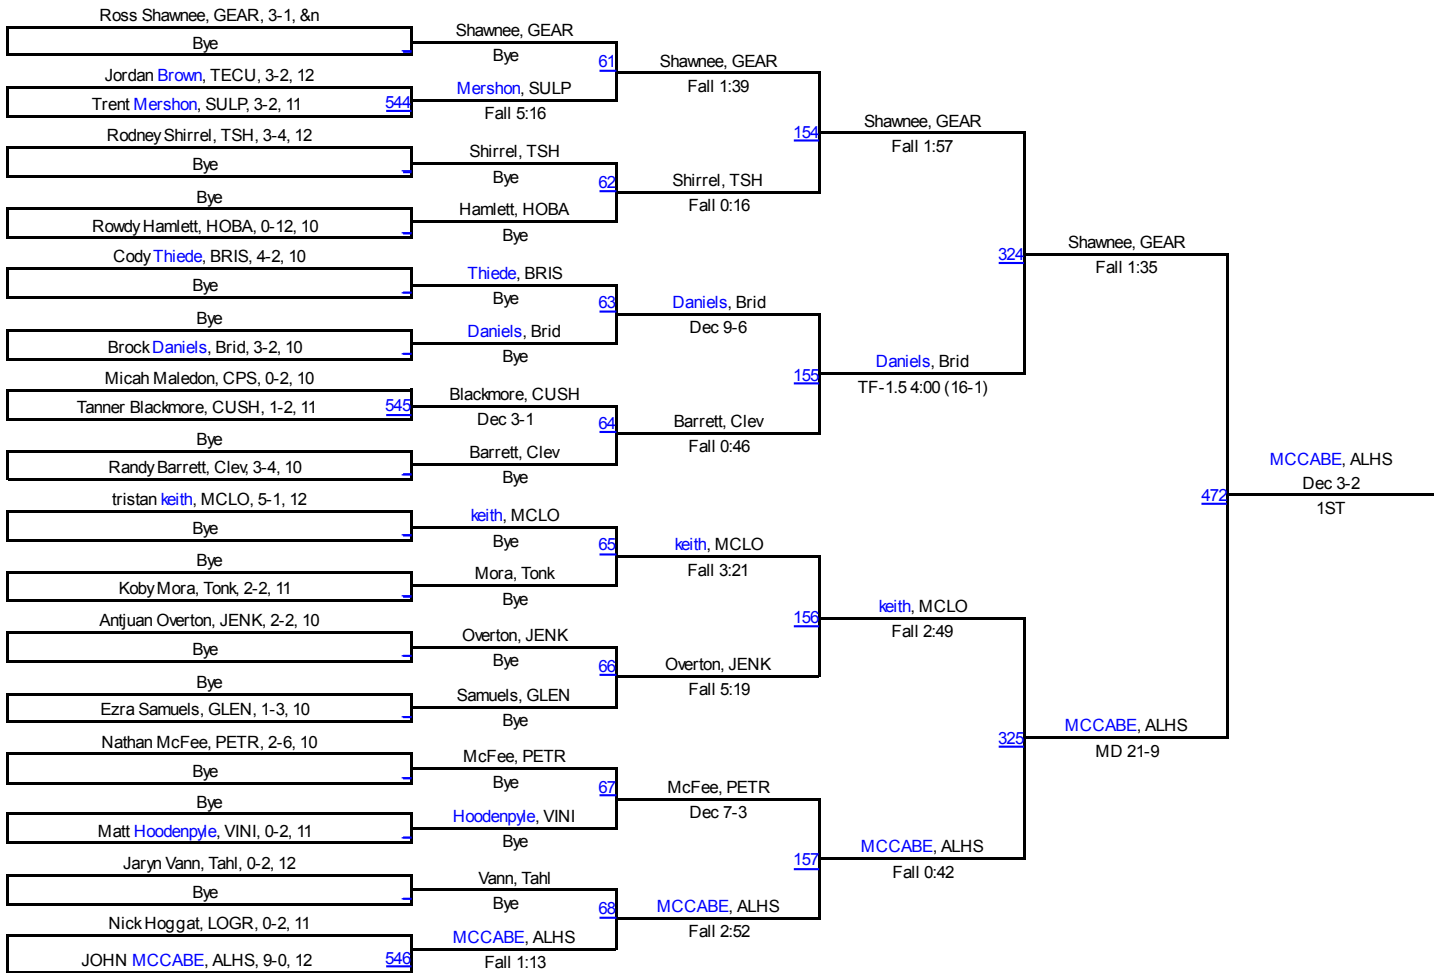 Ross Shawnee, GEAR, 3-1, &n
Bye
Jordan Brown, TECU, 3-2, 12
Trent Mershon, SULP, 3-2, 11
544
Rodney Shirrel, TSH, 3-4, 12
Bye
Bye
Rowdy Hamlett, HOBA, 0-12, 10
Cody Thiede, BRIS, 4-2, 10
Bye
Bye
Brock Daniels, Brid, 3-2, 10
Micah Maledon, CPS, 0-2, 10
Tanner Blackmore, CUSH, 1-2, 11
545
Bye
Randy Barrett, Clev, 3-4, 10
tristan keith, MCLO, 5-1, 12
Bye
Bye
Koby Mora, Tonk, 2-2, 11
Antjuan Overton, JENK, 2-2, 10
Bye
Bye
Ezra Samuels, GLEN, 1-3, 10
Nathan McFee, PETR, 2-6, 10
Bye
Bye
Matt Hoodenpyle, VINI, 0-2, 11
Jaryn Vann, Tahl, 0-2, 12
Bye
Nick Hoggat, LOGR, 0-2, 11
JOHN MCCABE, ALHS, 9-0, 12
546
Shawnee, GEAR
Bye
61
Mershon, SULP
Fall 5:16
Shirrel, TSH
Bye
62
Hamlett, HOBA
Bye
Thiede, BRIS
Bye
63
Daniels, Brid
Bye
Blackmore, CUSH
Dec 3-1
64
Barrett, Clev
Bye
keith, MCLO
Bye
65
Mora, Tonk
Bye
Overton, JENK
Bye
66
Samuels, GLEN
Bye
McFee, PETR
Bye
67
Hoodenpyle, VINI
Bye
Vann, Tahl
Bye
68
MCCABE, ALHS
Fall 1:13
Shawnee, GEAR
Fall 1:39
154
Shirrel, TSH
Fall 0:16
Daniels, Brid
Dec 9-6
155
Barrett, Clev
Fall 0:46
keith, MCLO
Fall 3:21
156
Overton, JENK
Fall 5:19
McFee, PETR
Dec 7-3
157
MCCABE, ALHS
Fall 2:52
Shawnee, GEAR
Fall 1:57
324
Daniels, Brid
TF-1.5 4:00 (16-1)
keith, MCLO
Fall 2:49
325
MCCABE, ALHS
Fall 0:42
Shawnee, GEAR
Fall 1:35
472
MCCABE, ALHS
MD 21-9
MCCABE, ALHS
Dec 3-2
1ST